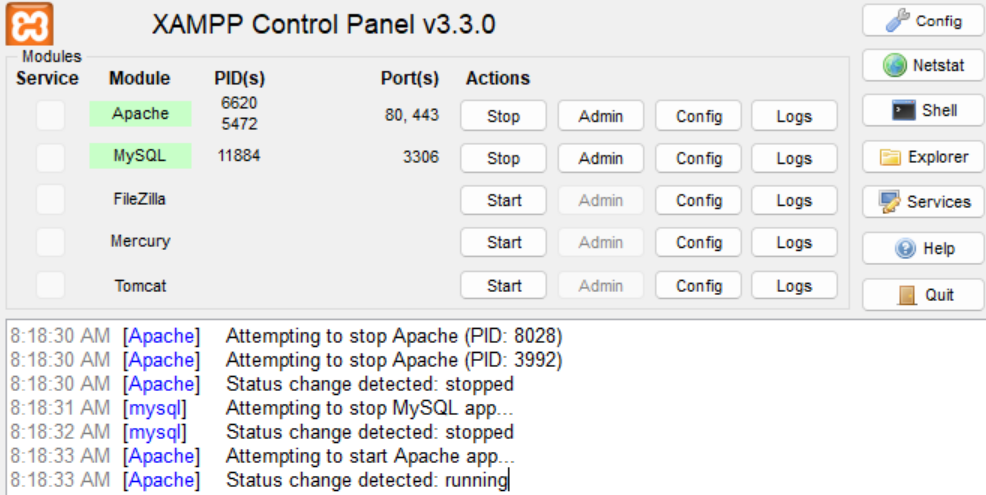 XAMPP Control Panel v3.3.0
Config
Modules
Service Module PID(s) Port(s) Actions
Netstat
Apache 6620 5472 80, 443 Stop Admin Config Logs
Shell
MySQL 11884 3306 Stop Admin Config Logs
Explorer
FileZilla Start Admin Config Logs
Services
Mercury Start Admin Config Logs
Help
Tomcat Start Admin Config Logs
Quit
8:18:30 AM [Apache] Attempting to stop Apache (PID: 8028)
8:18:30 AM [Apache] Attempting to stop Apache (PID: 3992)
8:18:30 AM [Apache] Status change detected: stopped
8:18:31 AM [mysql] Attempting to stop MySQL app...
8:18:32 AM [mysql] Status change detected: stopped
8:18:33 AM [Apache] Attempting to start Apache app...
8:18:33 AM [Apache] Status change detected: running